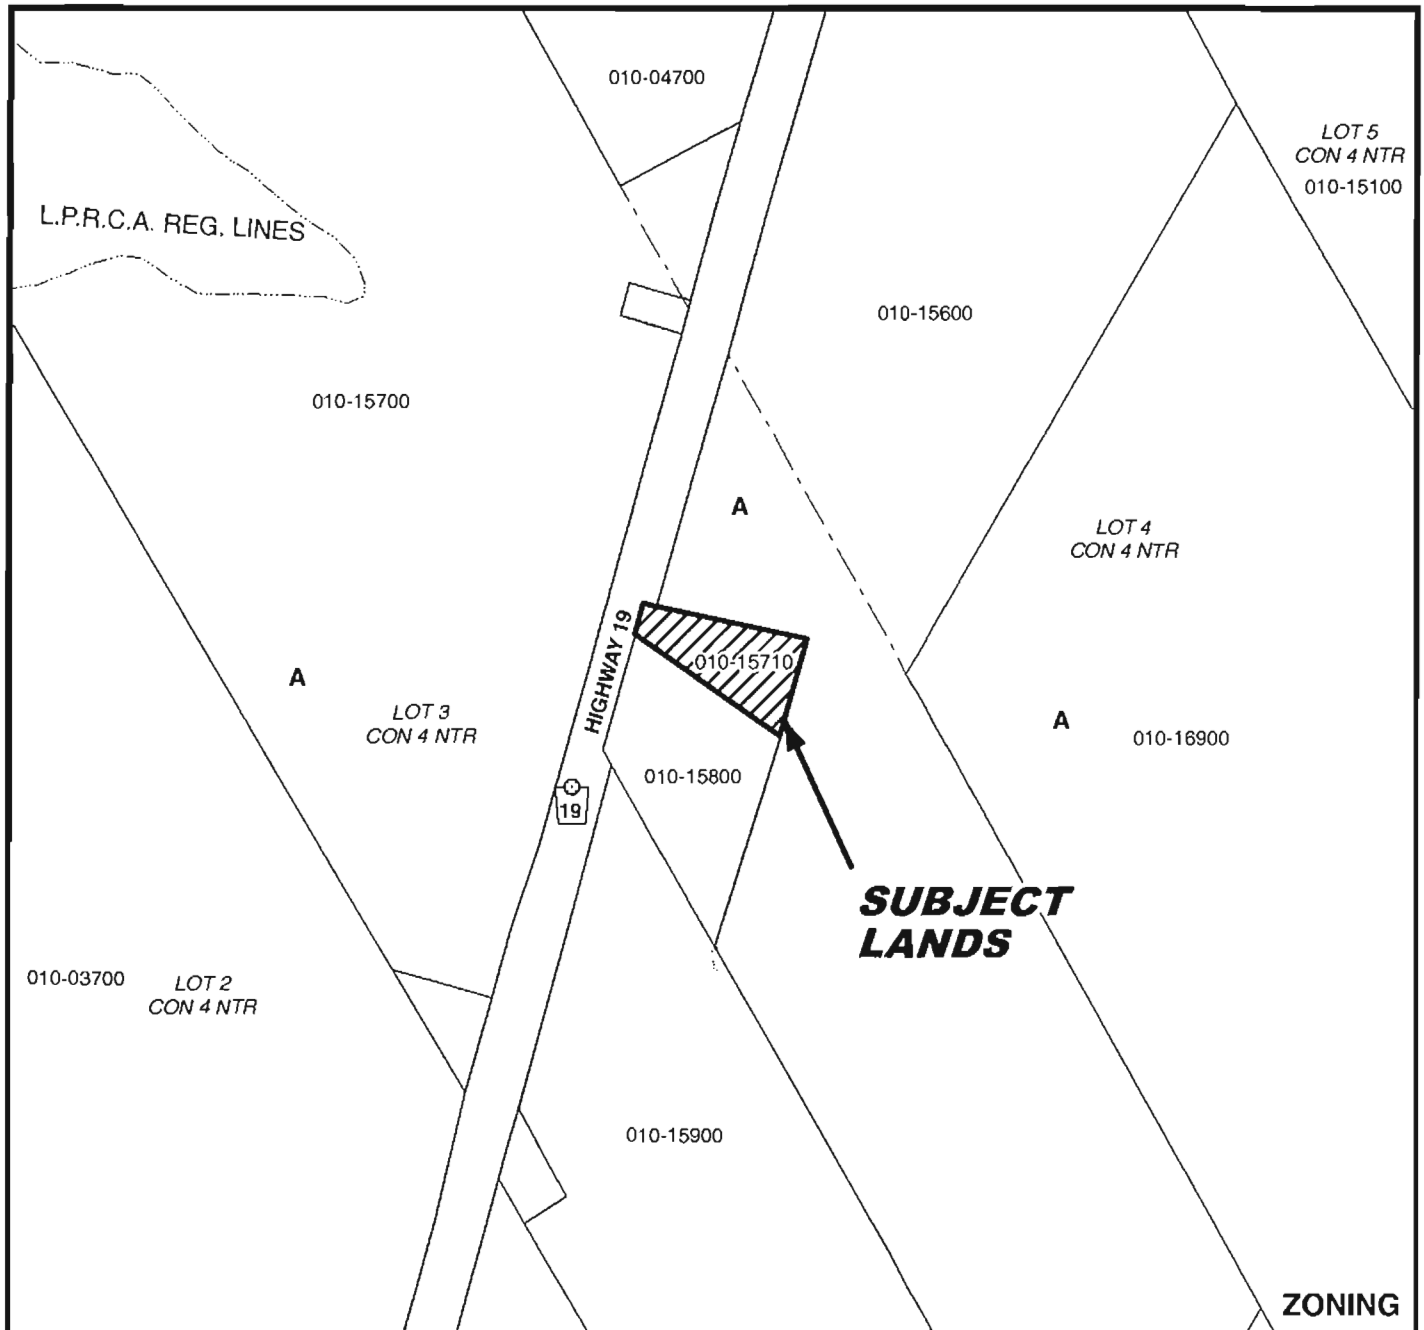 010-04700
LOT 5
CON 4 NTR
010-15100
L.P.R.C.A. REG. LINES
010-15600
010-15700
A
LOT 4
CON 4 NTR
HIGHWAY 19
010-15710
A
LOT 3
CON 4 NTR
A
010-16900
010-15800
19
SUBJECT
LANDS
010-03700
LOT 2
CON 4 NTR
010-15900
ZONING